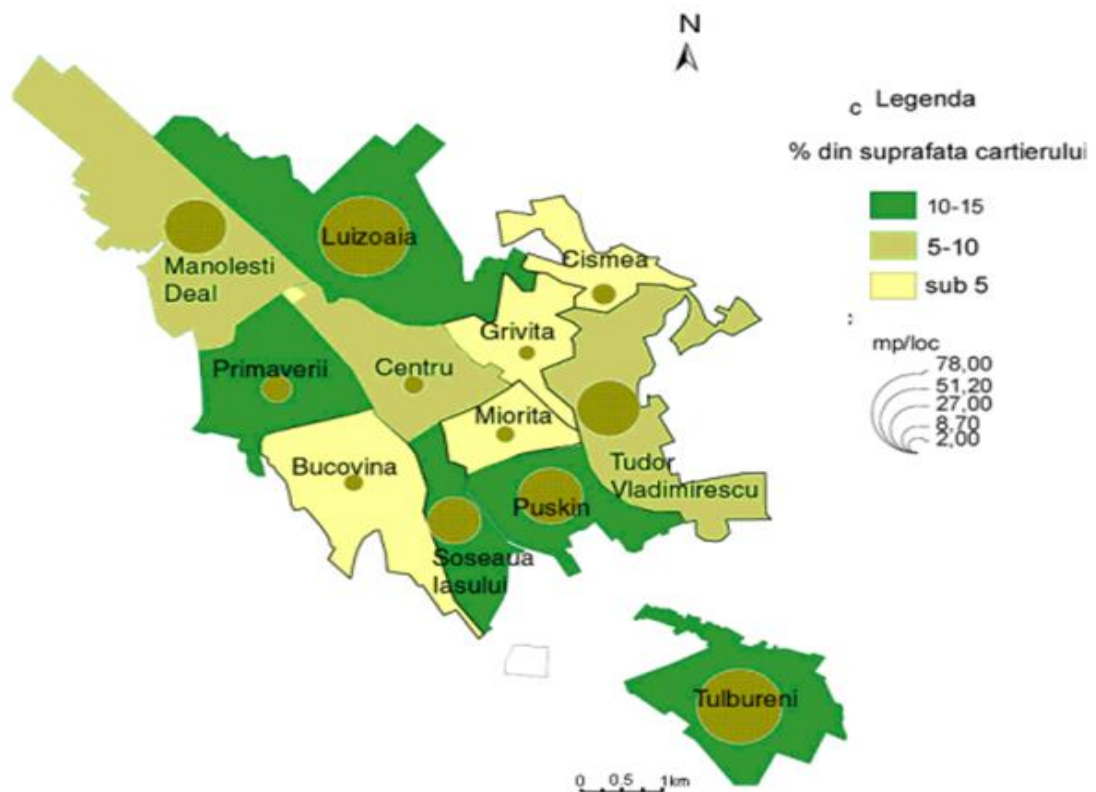 N
c Legenda
% din suprafata cartierului
10-15
5-10
sub 5
c
mp/loc
78,00
51,20
27,00
8,70
2,00
Luizoaia
Manolesti
Deal
Cismea
Grivita
Primaverii
Centru
Miorita
Bucovina
Tudor
Vladimirescu
Puskin
Soseaua
Iasului
Tulbureni
0 0,5 1km